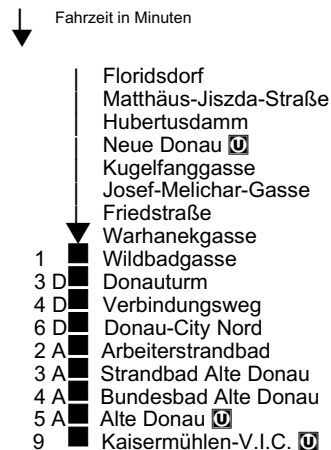 Fahrzeit in Minuten
Floridsdorf
Matthäus-Jiszda-Straße
Hubertusdamm
Neue Donau U
Kugelfanggasse
Josef-Melichar-Gasse
Friedstraße
Warhanekgasse
1 Wildbadgasse
3 D Donauturm
4 D Verbindungsweg
6 D Donau-City Nord
2 A Arbeiterstrandbad
3 A Strandbad Alte Donau
4 A Bundesbad Alte Donau
5 A Alte Donau U
9 Kaisermühlen-V.I.C. U